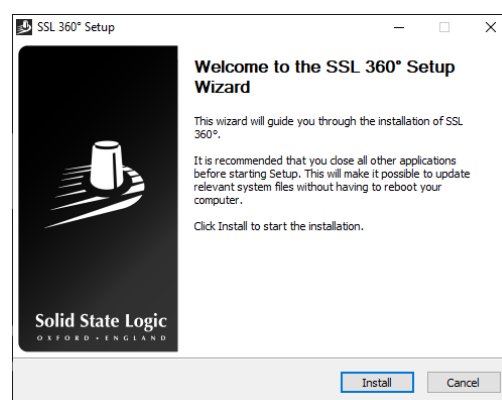 SSL 360° Setup
Welcome to the SSL 360° Setup
Wizard
This wizard will guide you through the installation of SSL
360°.
It is recommended that you close all other applications
before starting Setup. This will make it possible to update
relevant system files without having to reboot your
computer.
Click Install to start the installation.
Solid State Logic
OXFORD • ENGLAND
Install
Cancel